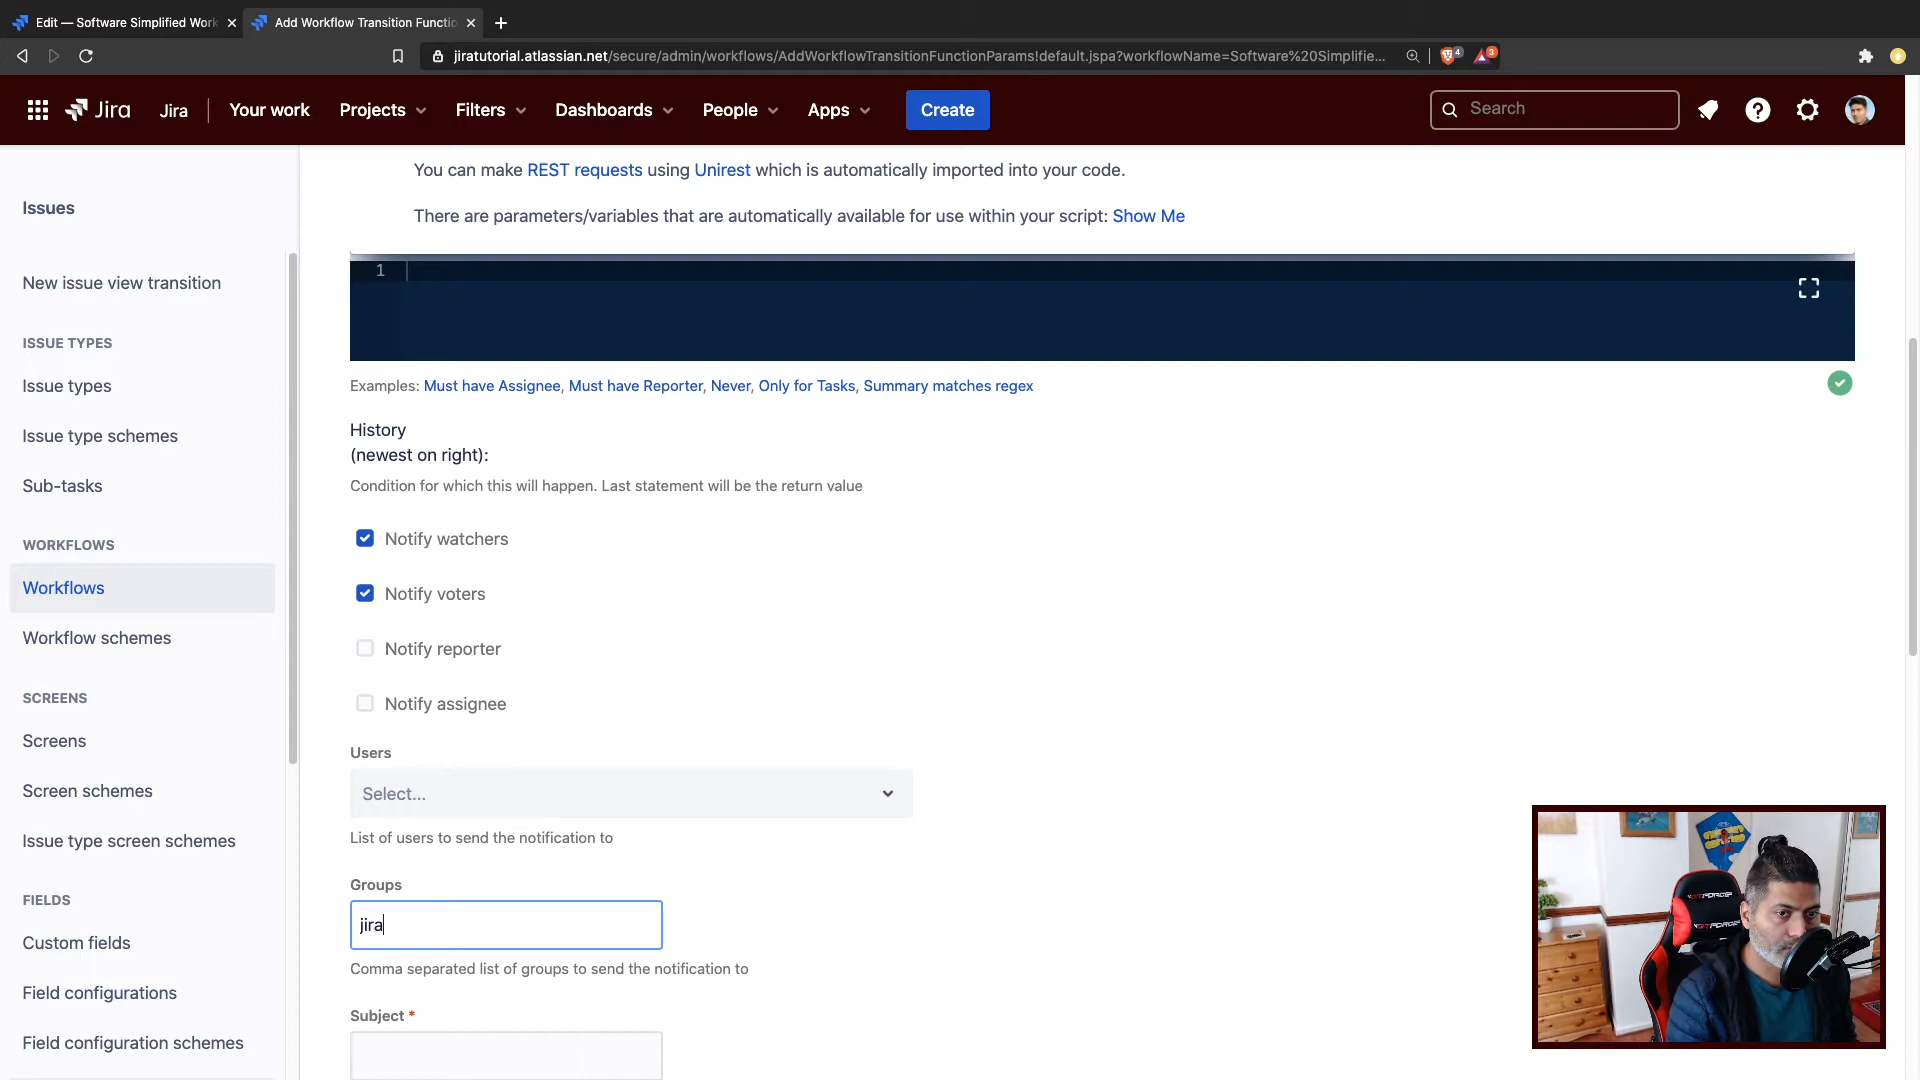 Edit — Software Simplified Work
Add Workflow Transition Functio
jiratutorial.atlassian.net/secure/admin/workflows/AddWorkflowTransitionFunctionParams!default.jspa?workflowName=Software%20Simplifie...
4
3
Jira
Jira
Your work
Projects
Filters
Dashboards
People
Apps
Create
Search
Issues
New issue view transition
ISSUE TYPES
Issue types
Issue type schemes
Sub-tasks
WORKFLOWS
Workflows
Workflow schemes
SCREENS
Screens
Screen schemes
Issue type screen schemes
FIELDS
Custom fields
Field configurations
Field configuration schemes
You can make REST requests using Unirest which is automatically imported into your code.
There are parameters/variables that are automatically available for use within your script: Show Me
1
Examples: Must have Assignee, Must have Reporter, Never, Only for Tasks, Summary matches regex
History
(newest on right):
Condition for which this will happen. Last statement will be the return value
Notify watchers
Notify voters
Notify reporter
Notify assignee
Users
Select...
List of users to send the notification to
Groups
jira
Comma separated list of groups to send the notification to
Subject *